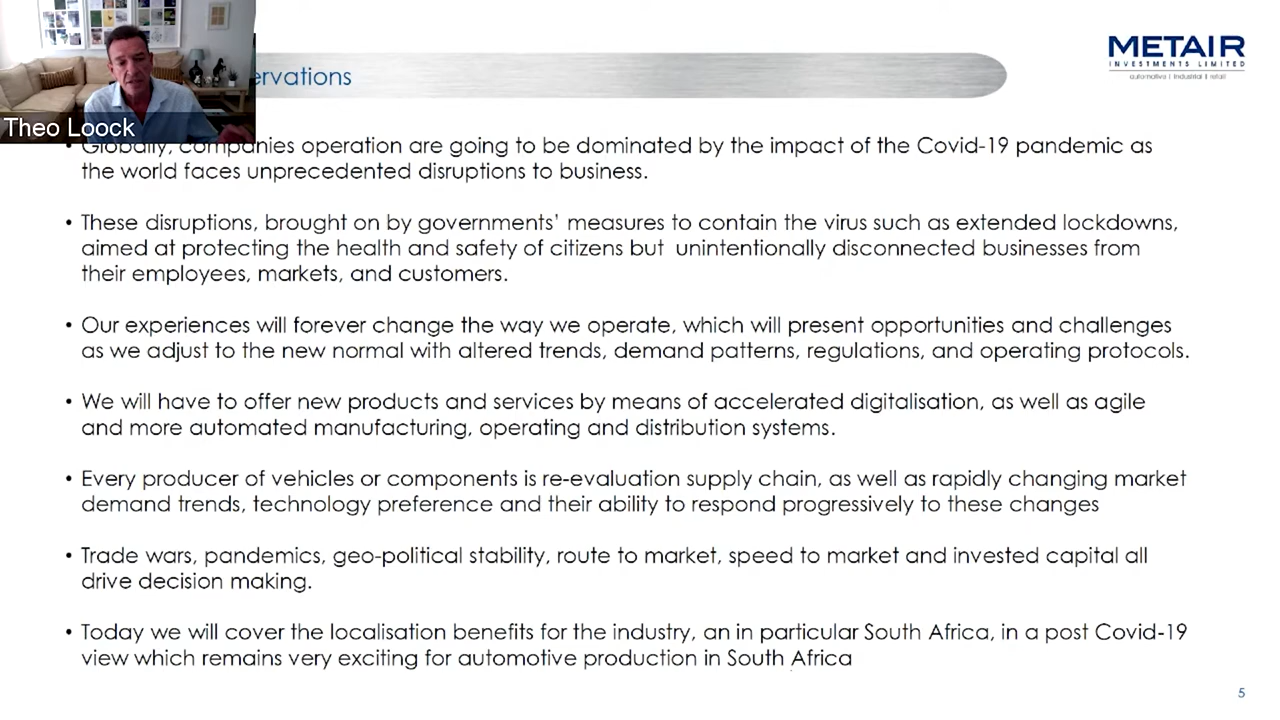 METAIR
INVESTMENTS LIMITED
automotive | industrial | retail
ervations
Theo Loock
• Globally, companies operation are going to be dominated by the impact of the Covid-19 pandemic as
the world faces unprecedented disruptions to business.
• These disruptions, brought on by governments' measures to contain the virus such as extended lockdowns,
aimed at protecting the health and safety of citizens but unintentionally disconnected businesses from
their employees, markets, and customers.
• Our experiences will forever change the way we operate, which will present opportunities and challenges
as we adjust to the new normal with altered trends, demand patterns, regulations, and operating protocols.
• We will have to offer new products and services by means of accelerated digitalisation, as well as agile
and more automated manufacturing, operating and distribution systems.
• Every producer of vehicles or components is re-evaluation supply chain, as well as rapidly changing market
demand trends, technology preference and their ability to respond progressively to these changes
• Trade wars, pandemics, geo-political stability, route to market, speed to market and invested capital all
drive decision making.
• Today we will cover the localisation benefits for the industry, an in particular South Africa, in a post Covid-19
view which remains very exciting for automotive production in South Africa
5